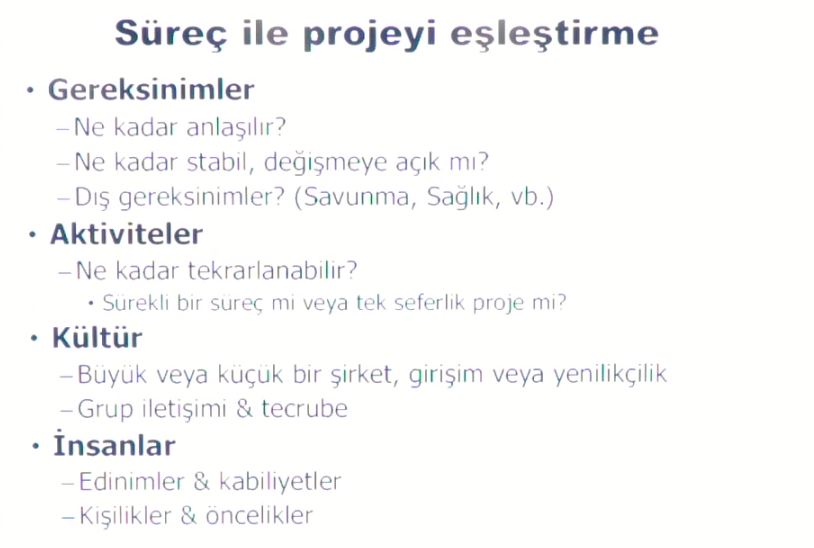 Süreç ile projeyi eşleştirme
• Gereksinimler
– Ne kadar anlaşılır?
– Ne kadar stabil, değişmeye açık mı?
– Dış gereksinimler? (Savunma, Sağlık, vb.)
• Aktiviteler
– Ne kadar tekrarlanabilir?
• Sürekli bir süreç mi veya tek seferlik proje mi?
• Kültür
– Büyük veya küçük bir şirket, girişim veya yenilikçilik
– Grup iletişimi & tecrube
• İnsanlar
– Edinimler & kabiliyetler
– Kişilikler & öncelikler